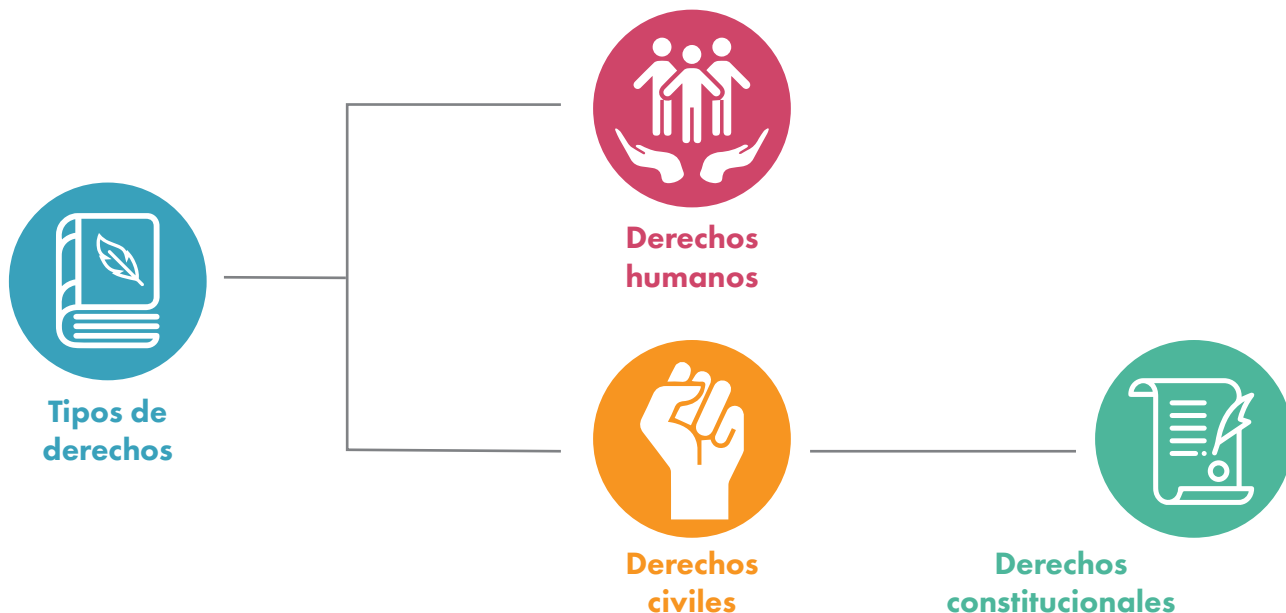 Derechos
humanos
Tipos de
derechos
Derechos
civiles
Derechos
constitucionales